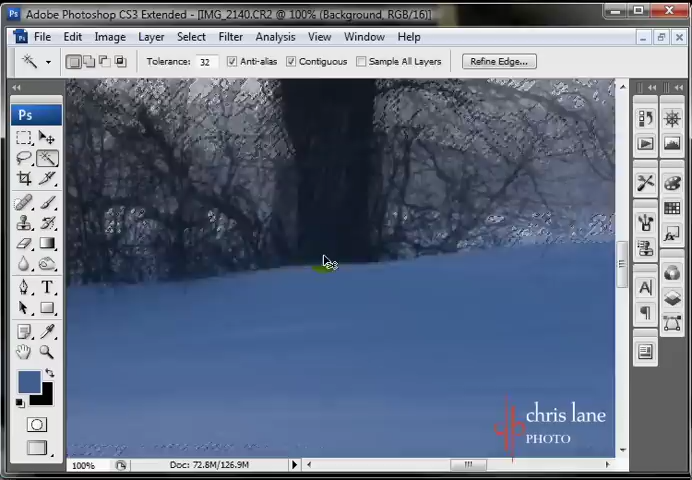 Adobe Photoshop CS3 Extended - [IMG_2140.CR2 @ 100% (Background, RGB/16)]
File Edit Image Layer Select Filter Analysis View Window Help
Tolerance: 32 Anti-alias Contiguous Sample All Layers Refine Edge...
Ps
chris lane
PHOTO
100% Doc: 72.8M/126.9M